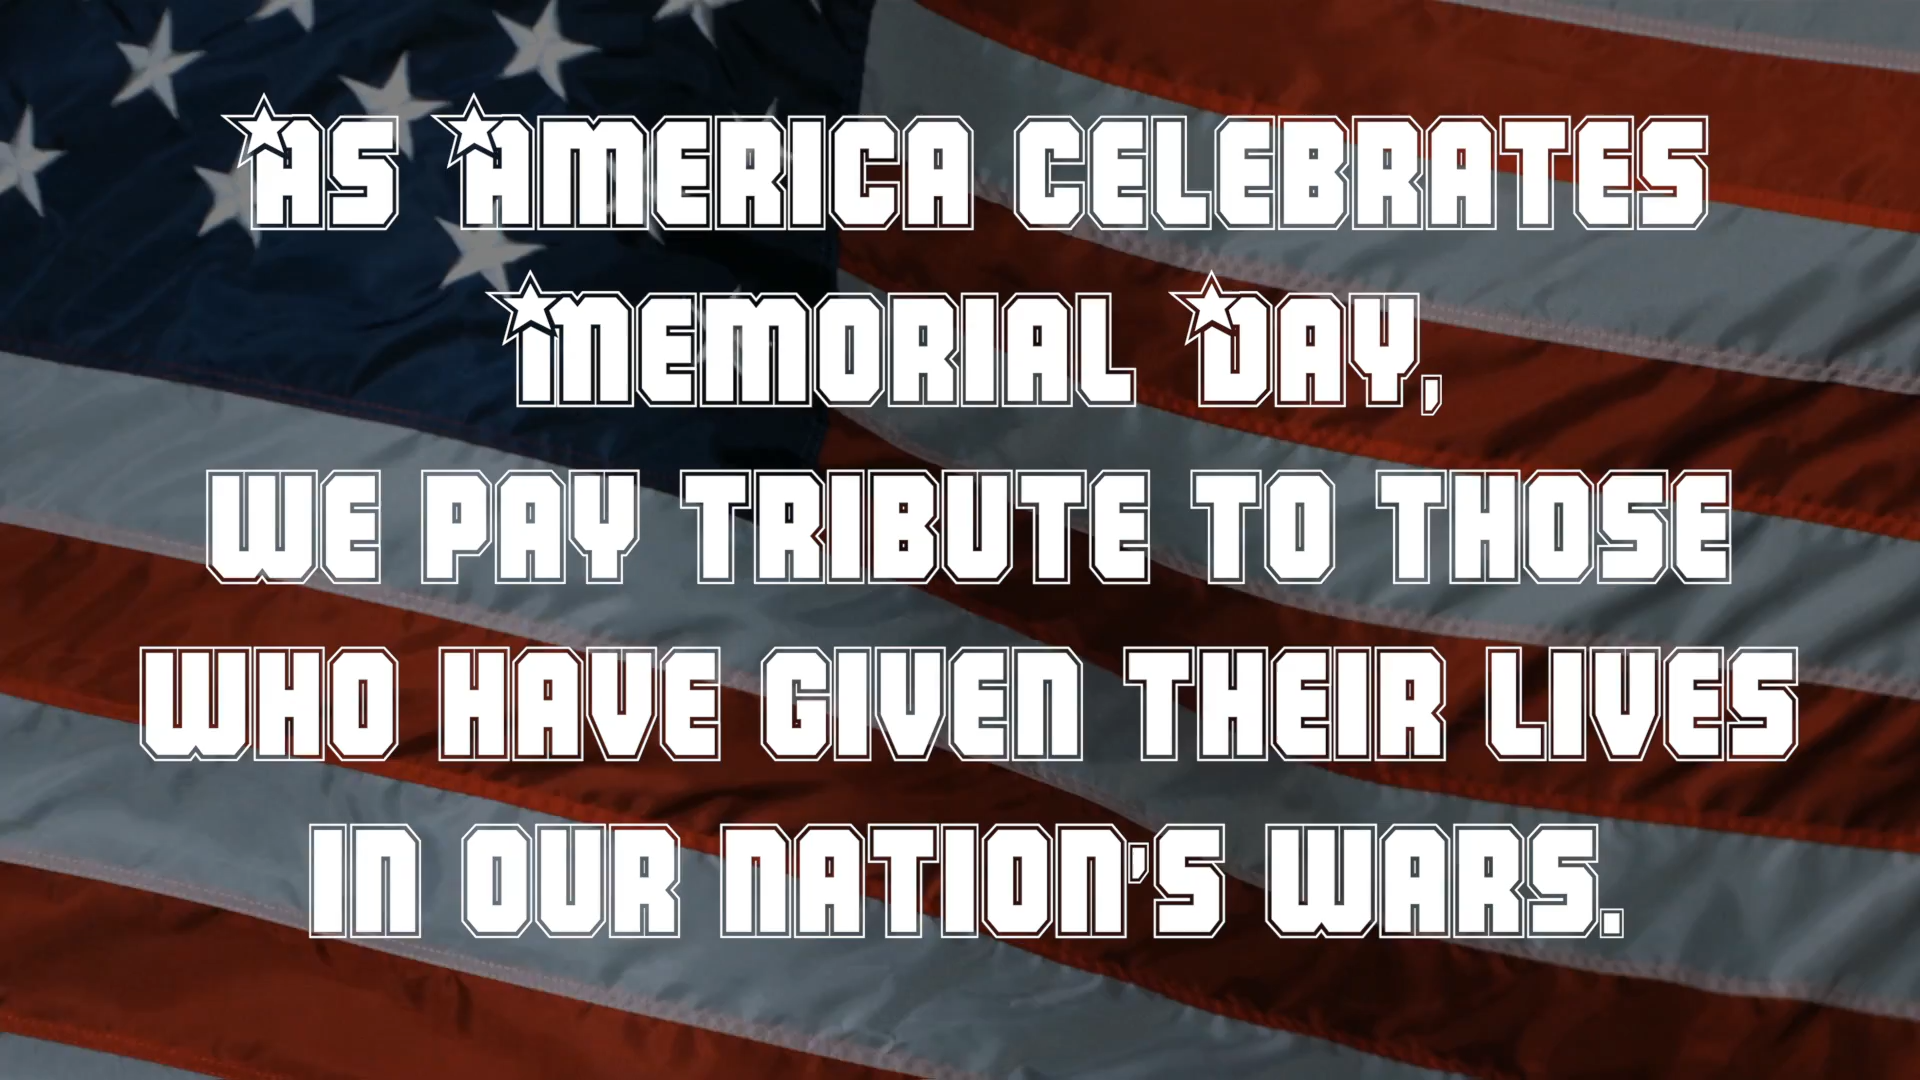 As America celebrates
Memorial Day,
we pay tribute to those
who have given their lives
in our nation's wars.